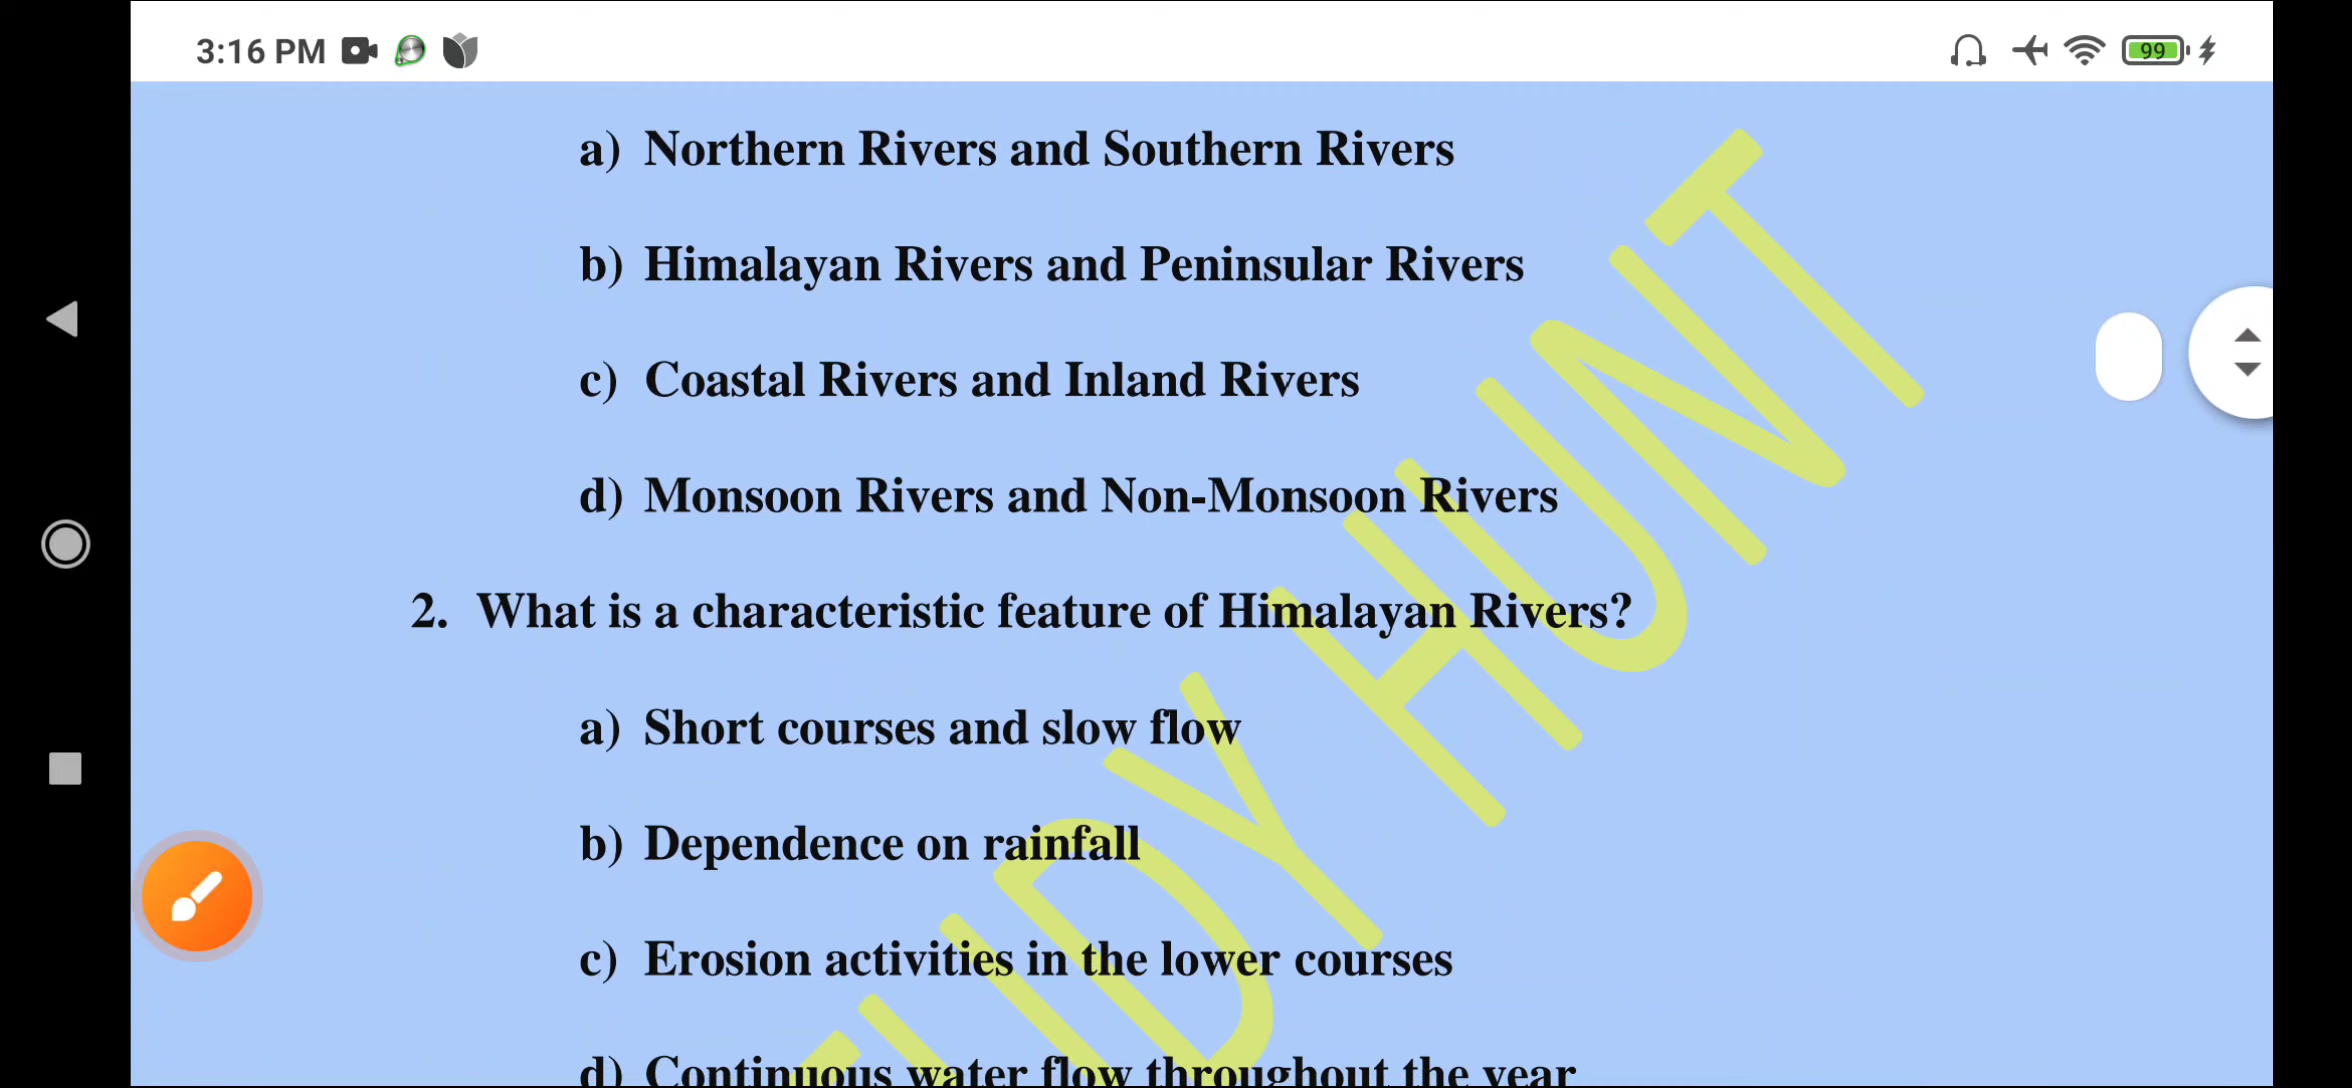 3:16 PM
99
a) Northern Rivers and Southern Rivers
b) Himalayan Rivers and Peninsular Rivers
c) Coastal Rivers and Inland Rivers
d) Monsoon Rivers and Non-Monsoon Rivers
2. What is a characteristic feature of Himalayan Rivers?
a) Short courses and slow flow
b) Dependence on rainfall
c) Erosion activities in the lower courses
d) Continuous water flow throughout the year
TUDY HUNT